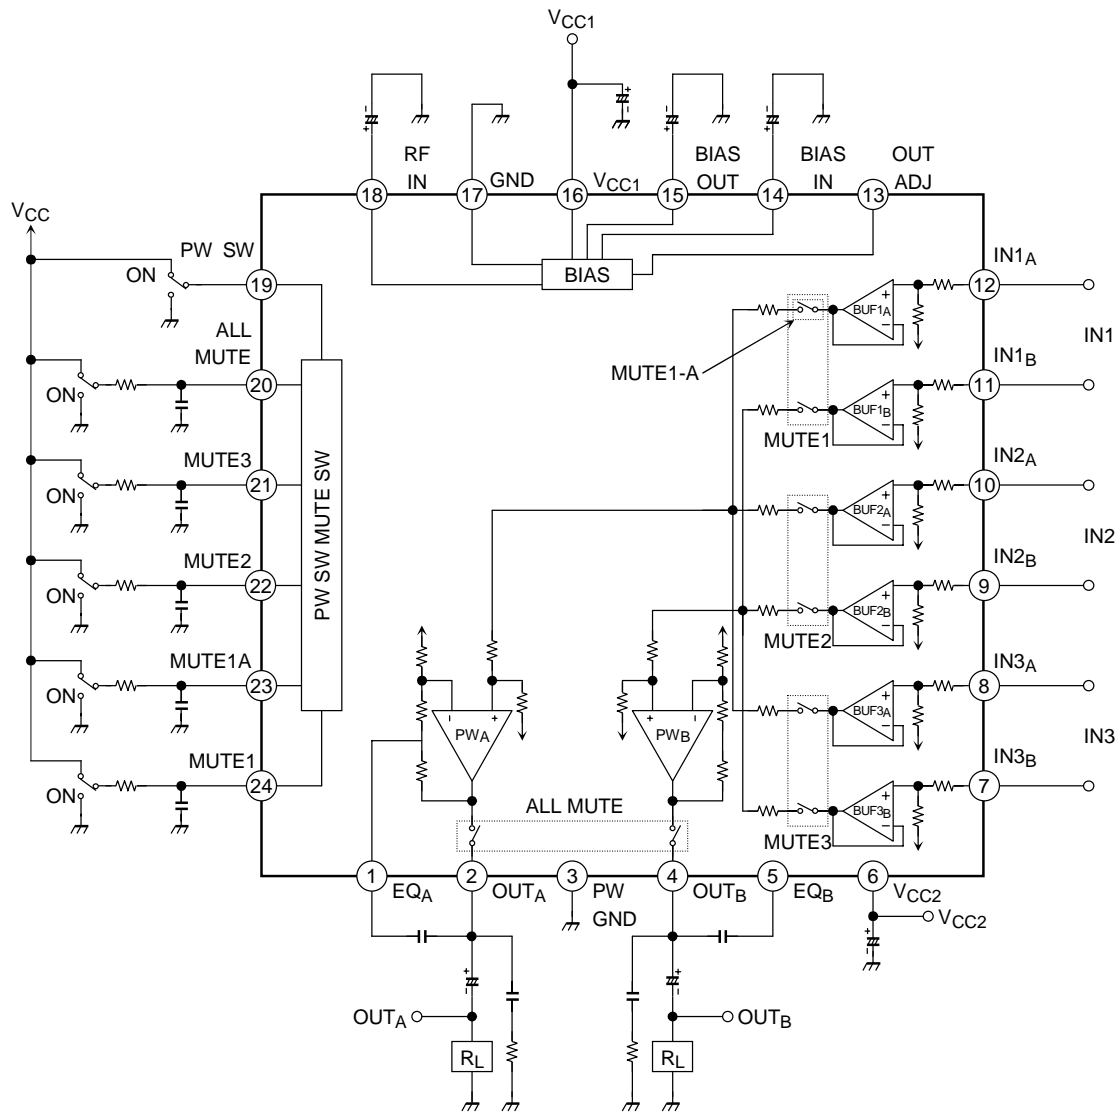 VCC1
RF IN
GND
VCC1
BIAS OUT
BIAS IN
OUT ADJ
18
17
16
15
14
13
BIAS
VCC
PW SW
ON
19
ALL MUTE
ON
20
MUTE3
ON
21
MUTE2
ON
22
MUTE1A
ON
23
MUTE1
ON
24
PW SW MUTE SW
IN1A
12
BUF1A
+
−
IN1
MUTE1-A
IN1B
11
BUF1B
+
−
MUTE1
IN2A
10
BUF2A
+
−
IN2
IN2B
9
BUF2B
+
−
MUTE2
IN3A
8
BUF3A
+
−
IN3
IN3B
7
BUF3B
+
−
MUTE3
− +
PWA
+ −
PWB
ALL MUTE
1
2
3
4
5
6
EQA
OUTA
PW GND
OUTB
EQB
VCC2
VCC2
OUTA
OUTB
RL
RL